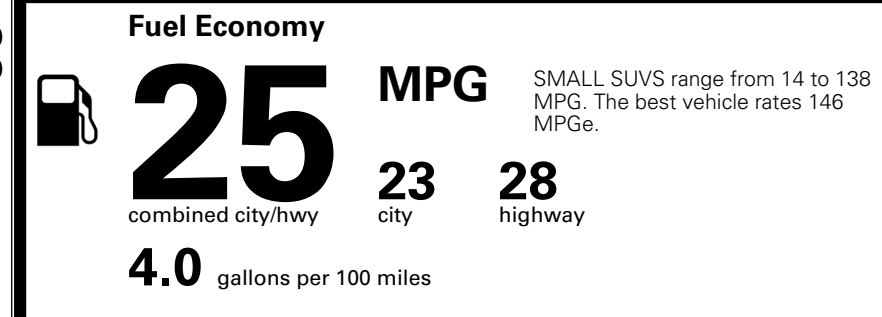 Fuel Economy
25 MPG
SMALL SUVS range from 14 to 138
MPG. The best vehicle rates 146
MPGe.
23 28
combined city/hwy city highway
4.0 gallons per 100 miles